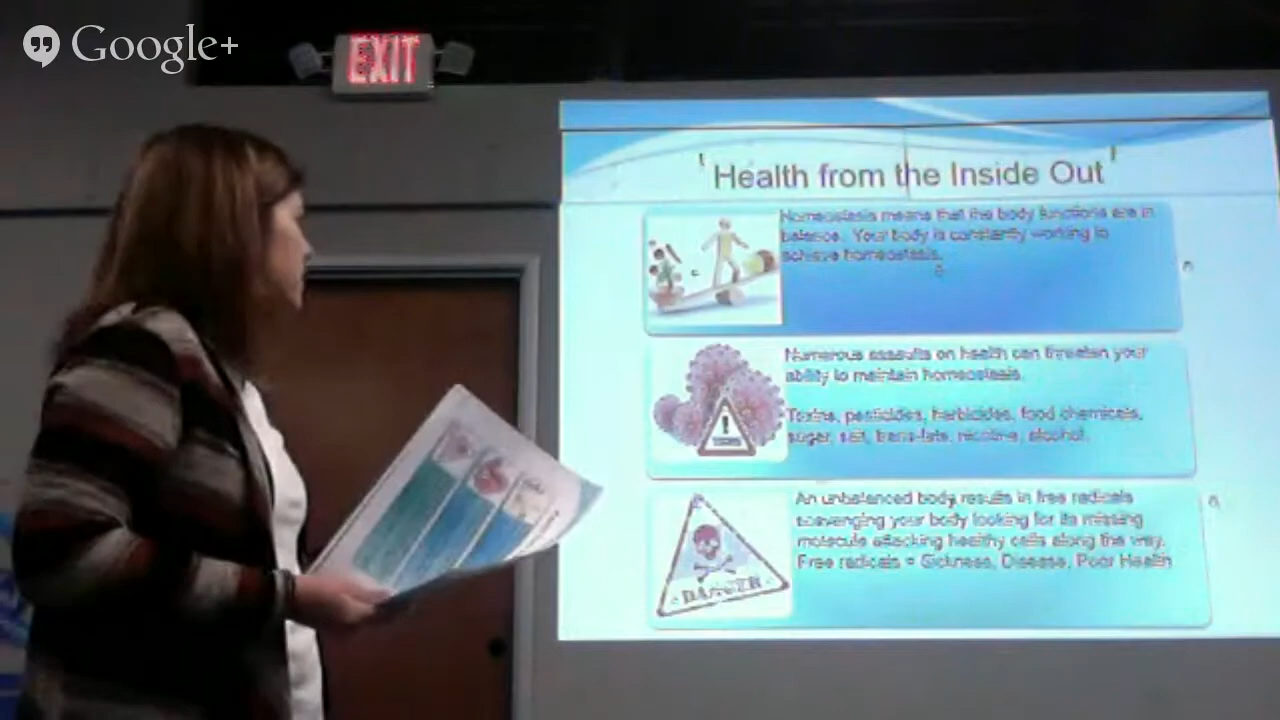 Google+
EXIT
Health from the Inside Out
Homeostasis means that the body functions are in
balance. Your body is constantly working to
achieve homeostasis.
Numerous assaults on health can threaten your
ability to maintain homeostasis.
Toxins, pesticides, herbicides, food chemicals,
sugar, salt, trans-fats, nicotine, alcohol.
An unbalanced body results in free radicals
scavenging your body looking for its missing
molecule attacking healthy cells along the way.
Free radicals = Sickness, Disease, Poor Health
DANGER